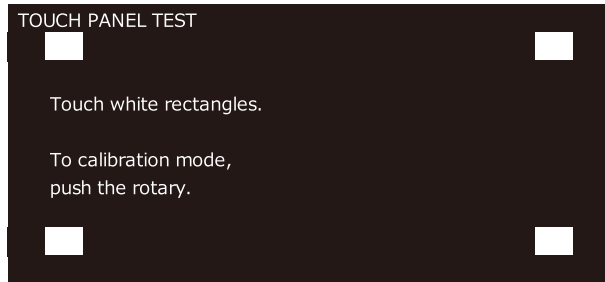 TOUCH PANEL TEST
Touch white rectangles.
To calibration mode,
push the rotary.